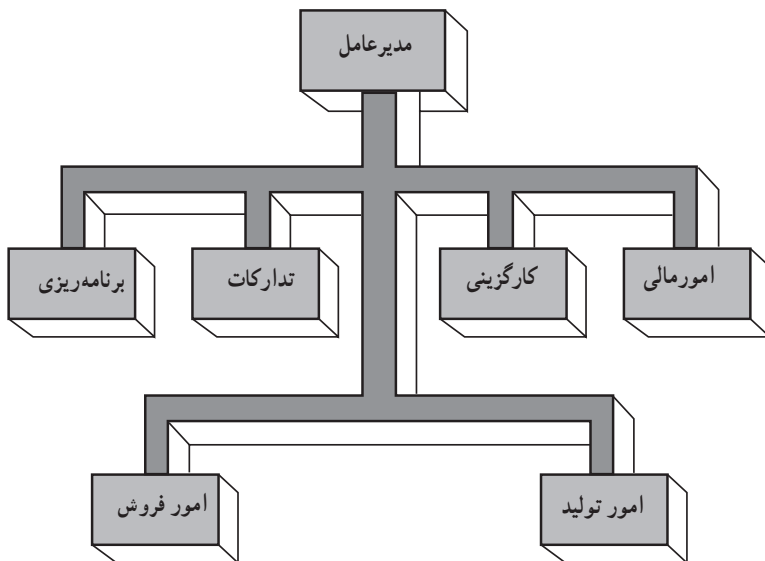 مدیرعامل
امورمالی
کارگزینی
تدارکات
برنامه‌ریزی
امور تولید
امور فروش